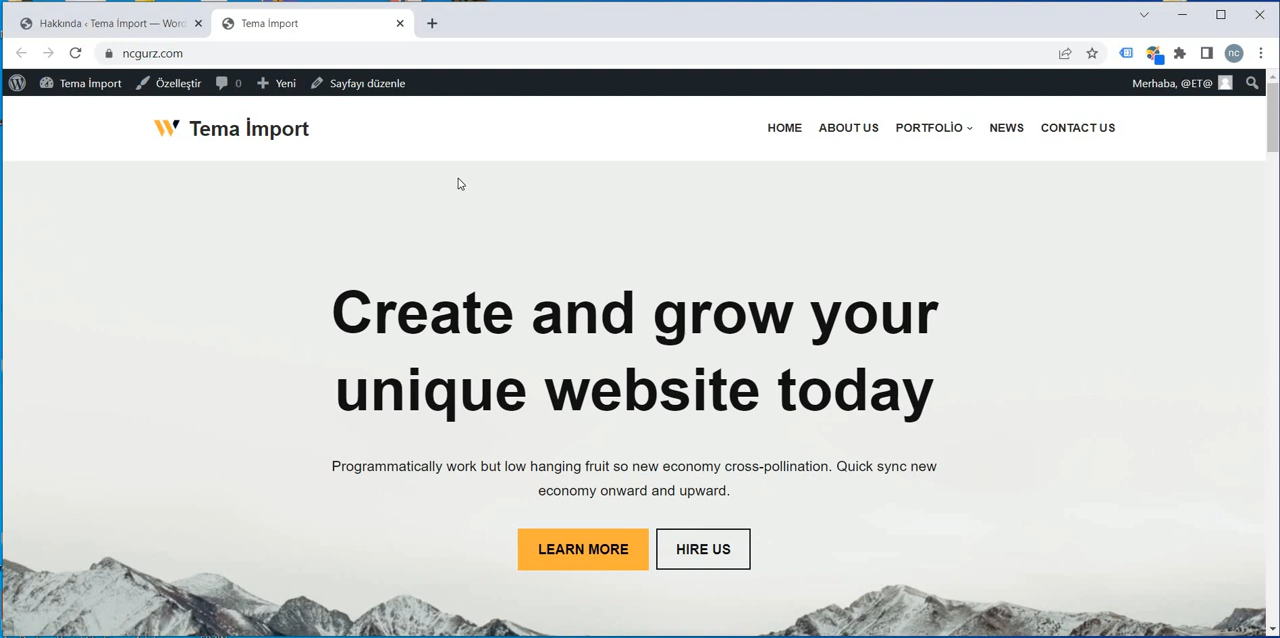 Hakkında ‹ Tema İmport — Word
Tema İmport
ncgurz.com
nc
Tema İmport
Özelleştir
0
Yeni
Sayfayı düzenle
Merhaba, @ET@
Tema İmport
HOME
ABOUT US
PORTFOLİO
NEWS
CONTACT US
Create and grow your
unique website today
Programmatically work but low hanging fruit so new economy cross-pollination. Quick sync new
economy onward and upward.
LEARN MORE
HIRE US